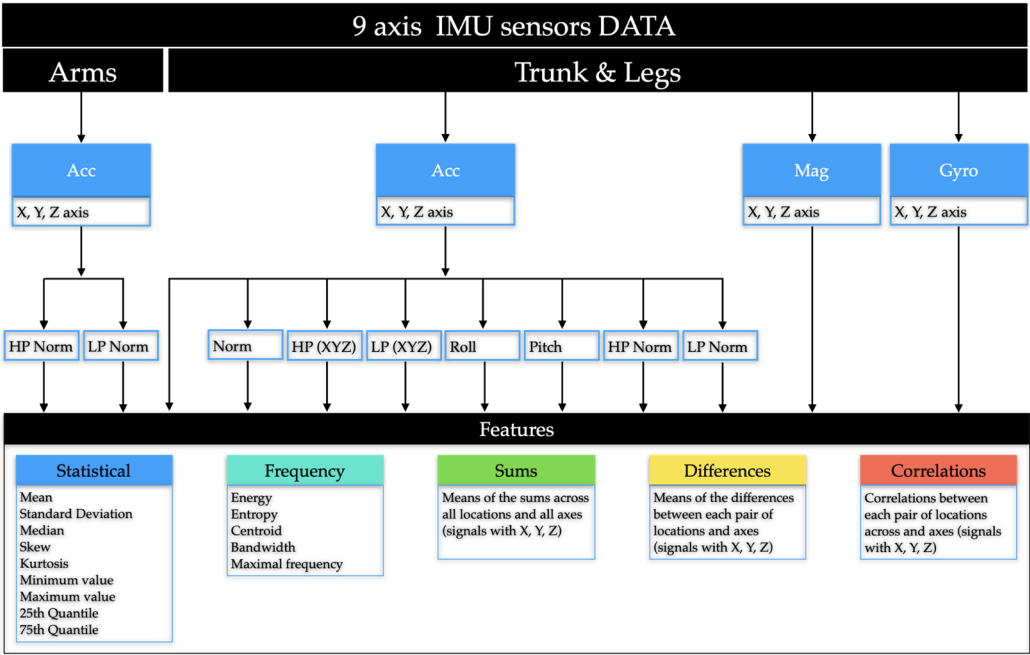 9 axis IMU sensors DATA
Arms
Trunk & Legs
Acc
X, Y, Z axis
Acc
X, Y, Z axis
Mag
X, Y, Z axis
Gyro
X, Y, Z axis
HP Norm
LP Norm
Norm
HP (XYZ)
LP (XYZ)
Roll
Pitch
HP Norm
LP Norm
Features
Statistical
Mean
Standard Deviation
Median
Skew
Kurtosis
Minimum value
Maximum value
25th Quantile
75th Quantile
Frequency
Energy
Entropy
Centroid
Bandwidth
Maximal frequency
Sums
Means of the sums across
all locations and all axes
(signals with X, Y, Z)
Differences
Means of the differences
between each pair of
locations and axes
(signals with X, Y, Z)
Correlations
Correlations between
each pair of locations
across and axes (signals
with X, Y, Z)